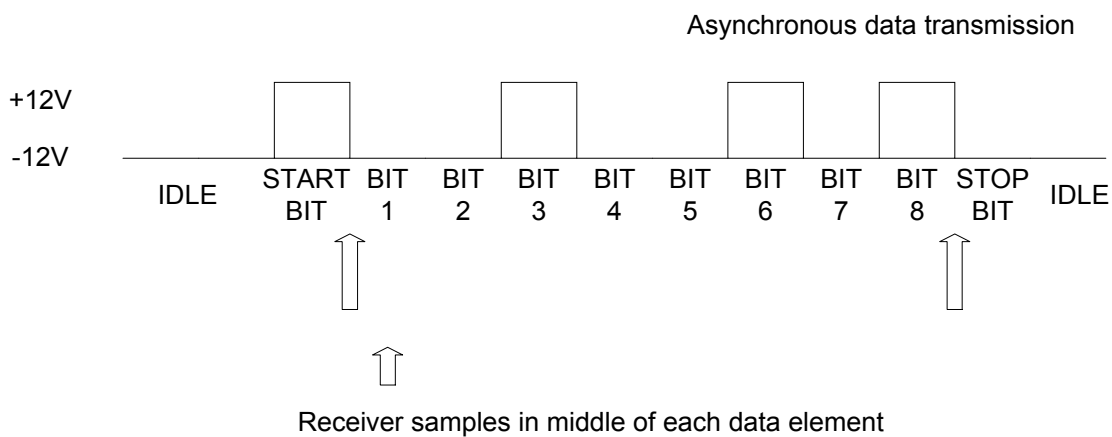 Asynchronous data transmission
+12V
-12V
IDLE
START BIT BIT BIT BIT BIT BIT BIT BIT STOP
BIT 1 2 3 4 5 6 7 8 BIT
IDLE
Receiver samples in middle of each data element